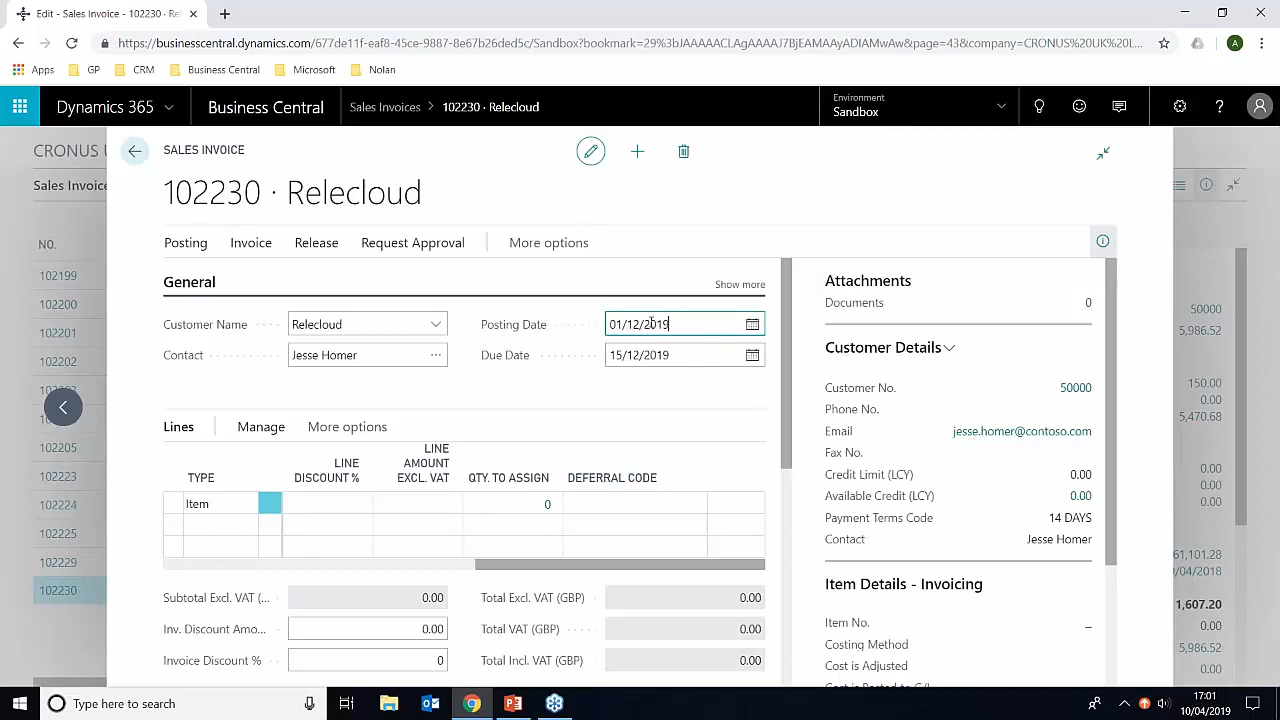 Edit - Sales Invoice - 102230 · Rel
https://businesscentral.dynamics.com/677de11f-eaf8-45ce-9887-8e67b26ded5c/Sandbox?bookmark=29%3bJAAAAACLAgAAAAJ7BjEAMAAyADIAMwAw&page=43&company=CRONUS%20UK%20L...
A
Apps GP CRM Business Central Microsoft Nolan
Dynamics 365 Business Central Sales Invoices > 102230 · Relecloud
Environment
Sandbox
CRONUS U
Sales Invoice
NO.
102199
102200
102201
102202
102205
102223
102224
102225
102229
102230
SALES INVOICE
102230 · Relecloud
Posting Invoice Release Request Approval More options
General Show more
Customer Name Relecloud Posting Date 01/12/2019
Contact Jesse Homer Due Date 15/12/2019
Lines Manage More options
TYPE LINE DISCOUNT % LINE AMOUNT EXCL. VAT QTY. TO ASSIGN DEFERRAL CODE
Item 0
Subtotal Excl. VAT (... 0.00 Total Excl. VAT (GBP) 0.00
Inv. Discount Amo... 0.00 Total VAT (GBP) 0.00
Invoice Discount % 0 Total Incl. VAT (GBP) 0.00
Attachments
Documents 0
Customer Details
Customer No. 50000
Phone No.
Email jesse.homer@contoso.com
Fax No.
Credit Limit (LCY) 0.00
Available Credit (LCY) 0.00
Payment Terms Code 14 DAYS
Contact Jesse Homer
Item Details - Invoicing
Item No. _
Costing Method
Cost is Adjusted
50000
5,986.52
150.00
0.00
5,470.68
0.00
0.00
0.00
61,101.28
/04/2018
1,607.20
0.00
5,986.52
0.00
Type here to search
17:01
10/04/2019